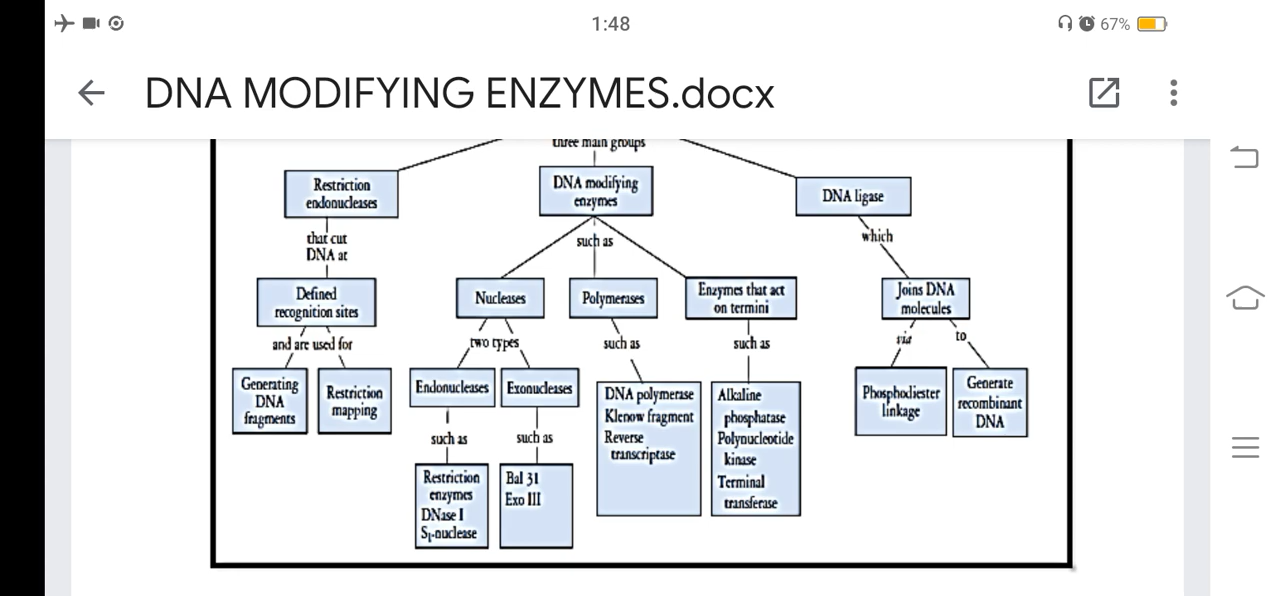 1:48
67%
DNA MODIFYING ENZYMES.docx
three main groups
Restriction
endonucleases
DNA modifying
enzymes
DNA ligase
that cut
DNA at
such as
which
Defined
recognition sites
Nucleases
Polymerases
Enzymes that act
on termini
Joins DNA
molecules
and are used for
two types
such as
such as
via
to
Generating
DNA
fragments
Restriction
mapping
Endonucleases
Exonucleases
DNA polymerase
Klenow fragment
Reverse
transcriptase
Alkaline
phosphatase
Polynucleotide
kinase
Terminal
transferase
Phosphodiester
linkage
Generate
recombinant
DNA
such as
such as
Restriction
enzymes
DNase I
S₁-nuclease
Bal 31
Exo III